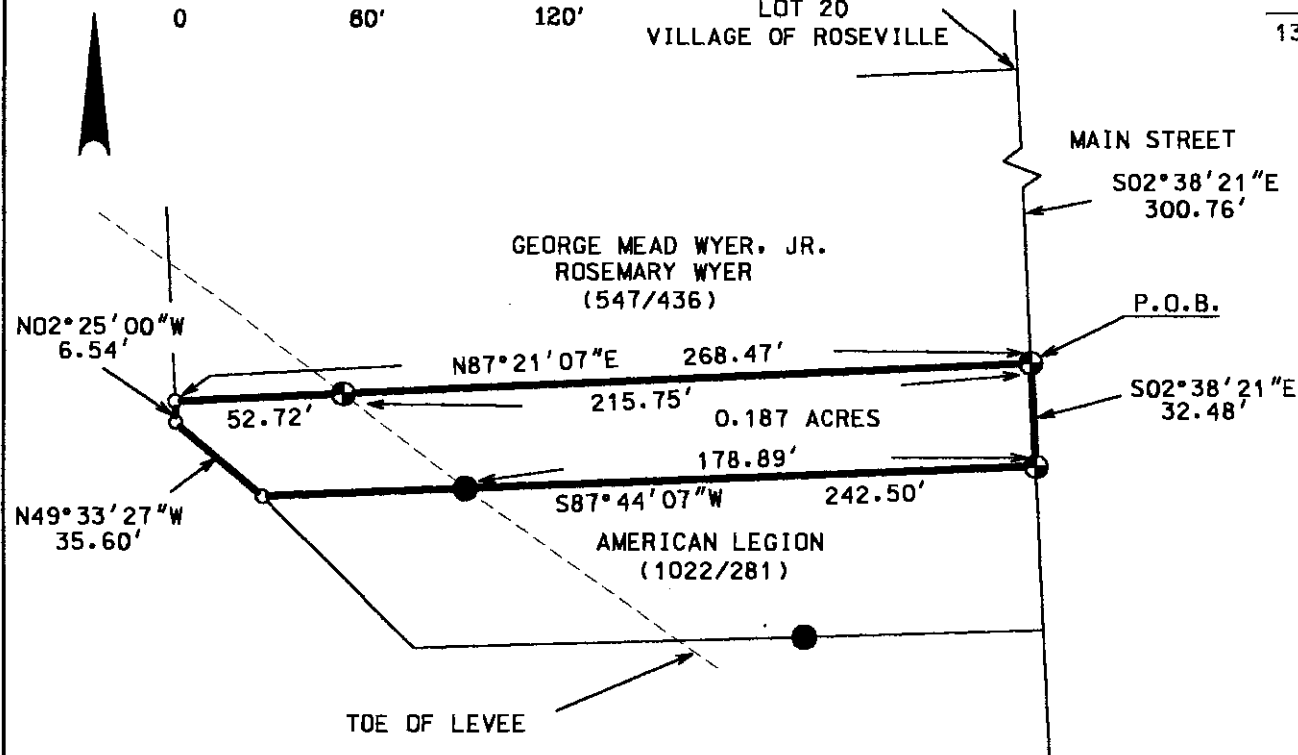 0 60' 120'
LOT 20
VILLAGE OF ROSEVILLE
13
MAIN STREET
S02°38'21"E
300.76'
GEORGE MEAD WYER, JR.
ROSEMARY WYER
(547/436)
P.O.B.
N02°25'00"W
6.54'
N87°21'07"E 268.47'
52.72'
215.75'
S02°38'21"E
32.48'
0.187 ACRES
178.89'
S87°44'07"W 242.50'
N49°33'27"W
35.60'
AMERICAN LEGION
(1022/281)
TOE OF LEVEE